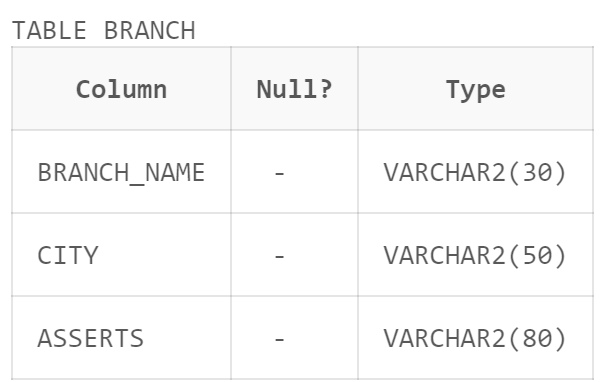 TABLE BRANCH
Column Null? Type
BRANCH_NAME - VARCHAR2(30)
CITY - VARCHAR2(50)
ASSERTS - VARCHAR2(80)